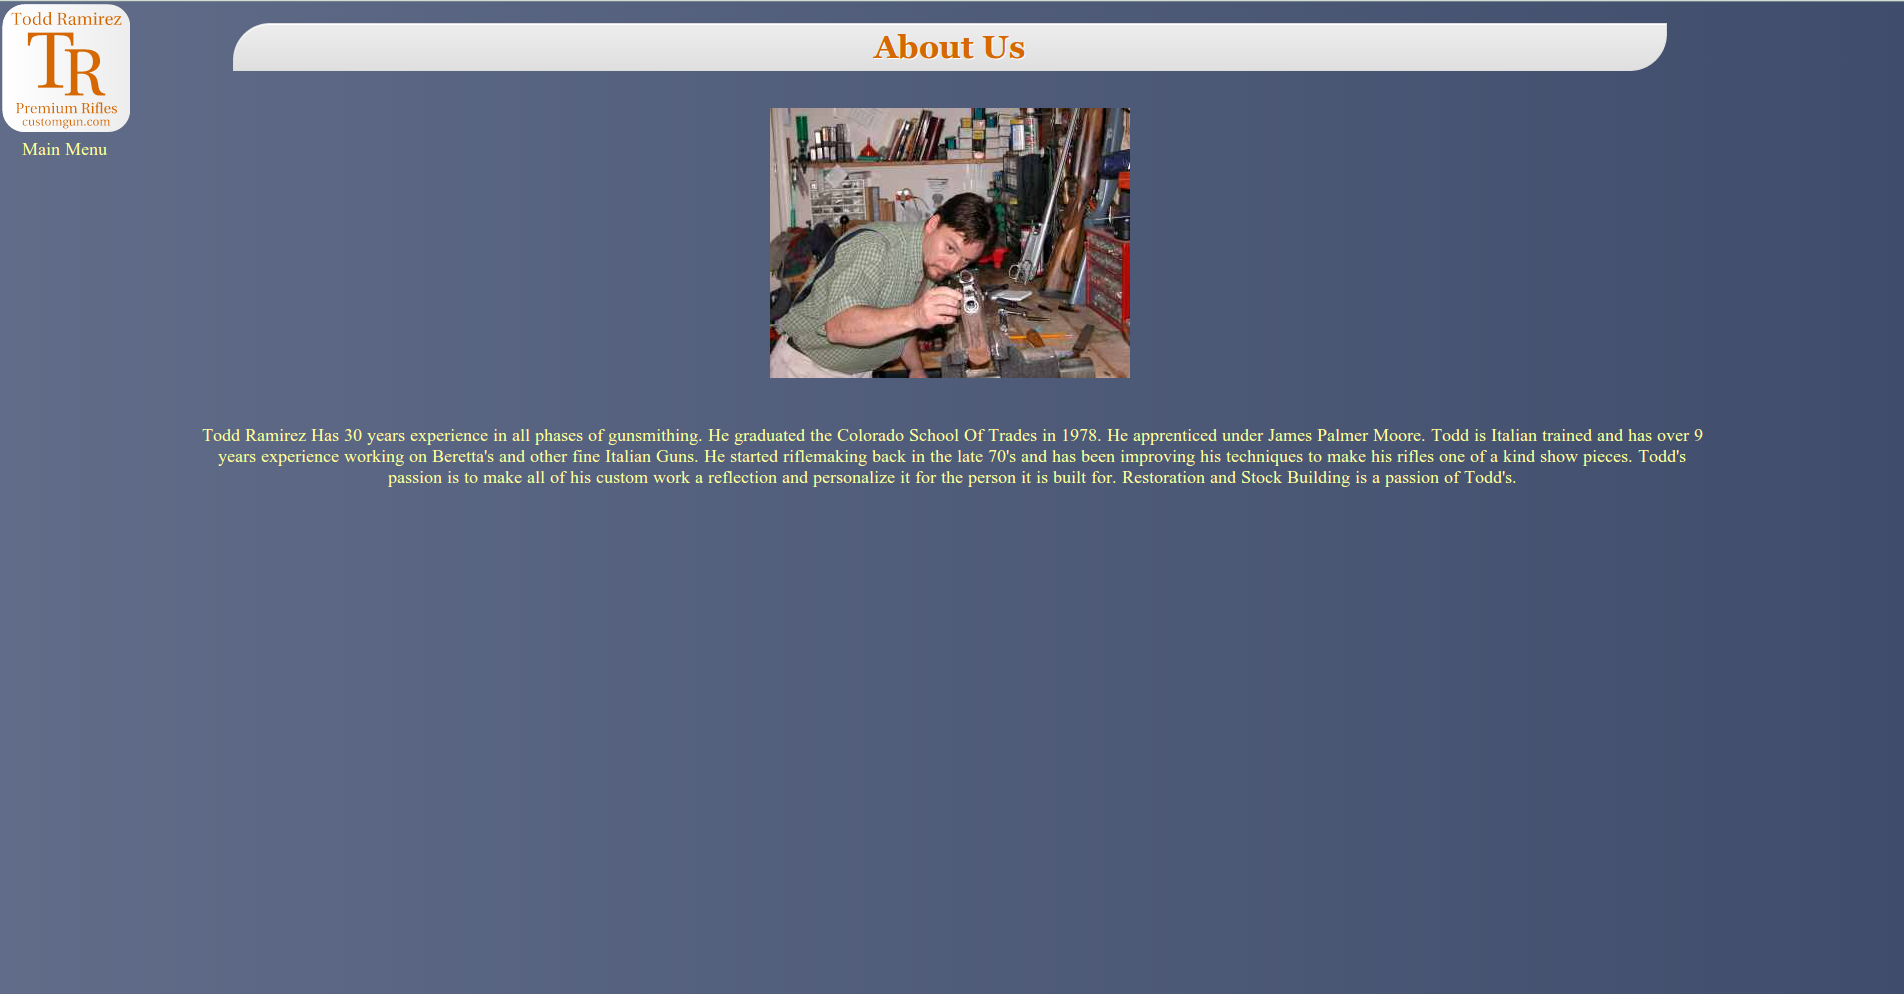 Todd Ramirez
TR
Premium Rifles
customgun.com
Main Menu
About Us
Todd Ramirez Has 30 years experience in all phases of gunsmithing. He graduated the Colorado School Of Trades in 1978. He apprenticed under James Palmer Moore. Todd is Italian trained and has over 9
years experience working on Beretta's and other fine Italian Guns. He started riflemaking back in the late 70's and has been improving his techniques to make his rifles one of a kind show pieces. Todd's
passion is to make all of his custom work a reflection and personalize it for the person it is built for. Restoration and Stock Building is a passion of Todd's.